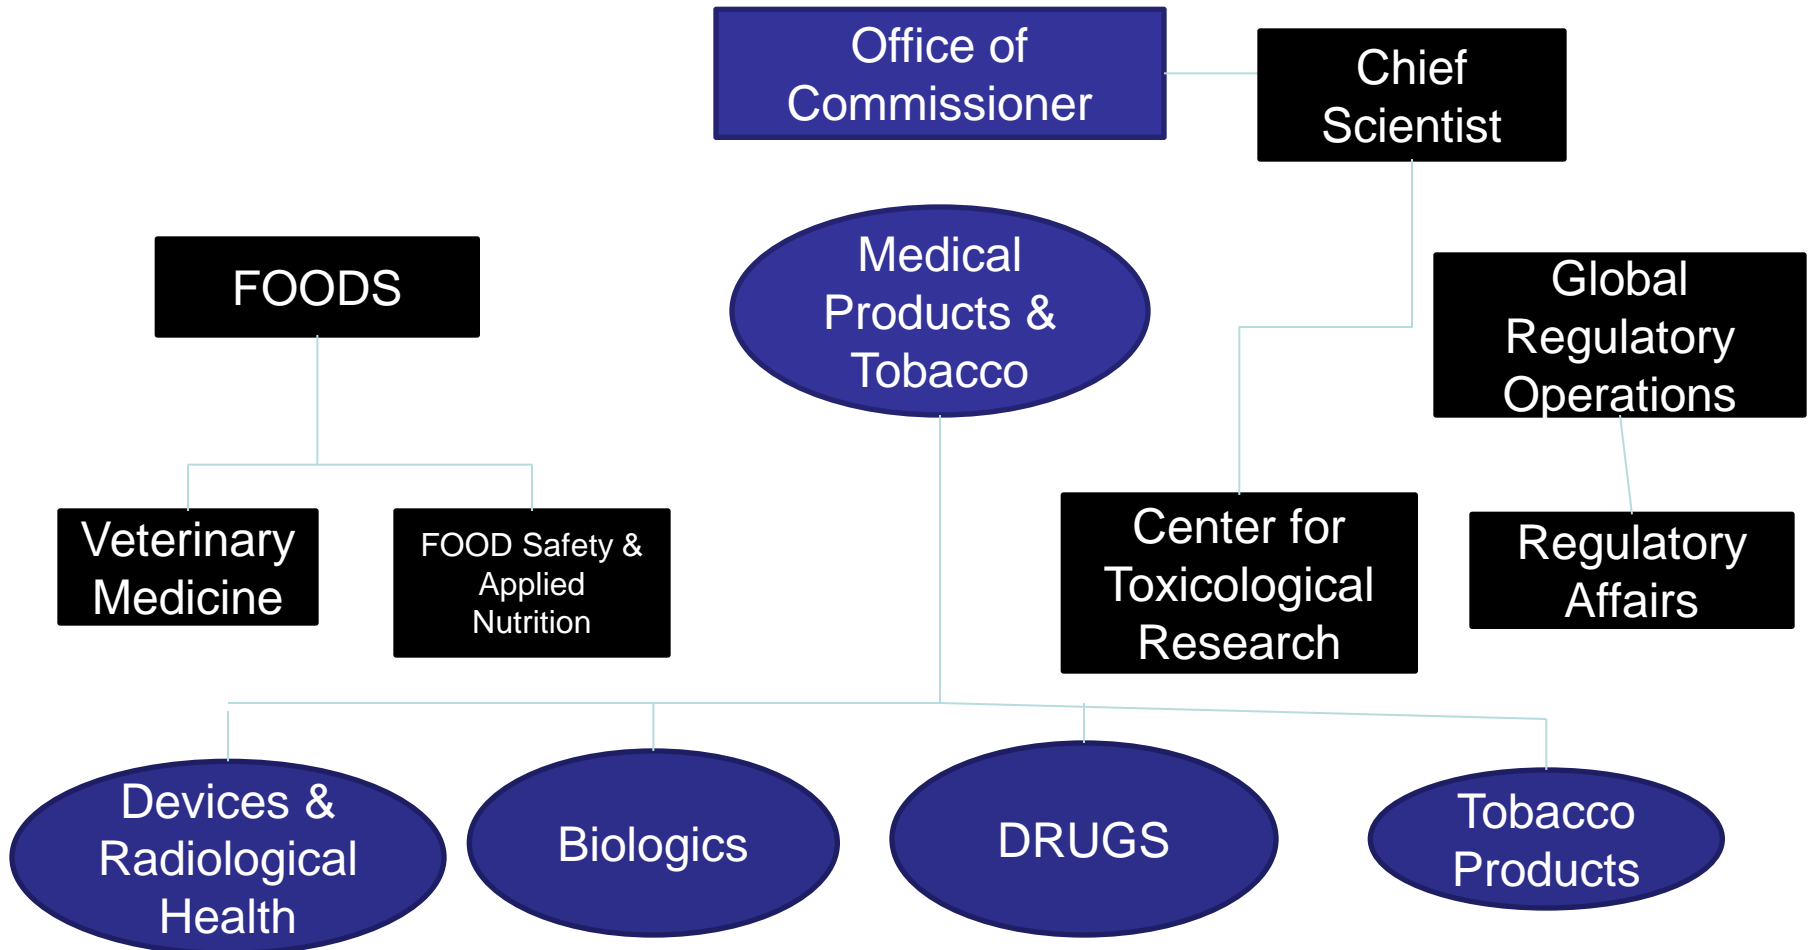 Office of
Commissioner
Chief
Scientist
FOODS
Medical
Products &
Tobacco
Global
Regulatory
Operations
Veterinary
Medicine
FOOD Safety &
Applied
Nutrition
Center for
Toxicological
Research
Regulatory
Affairs
Devices &
Radiological
Health
Biologics
DRUGS
Tobacco
Products